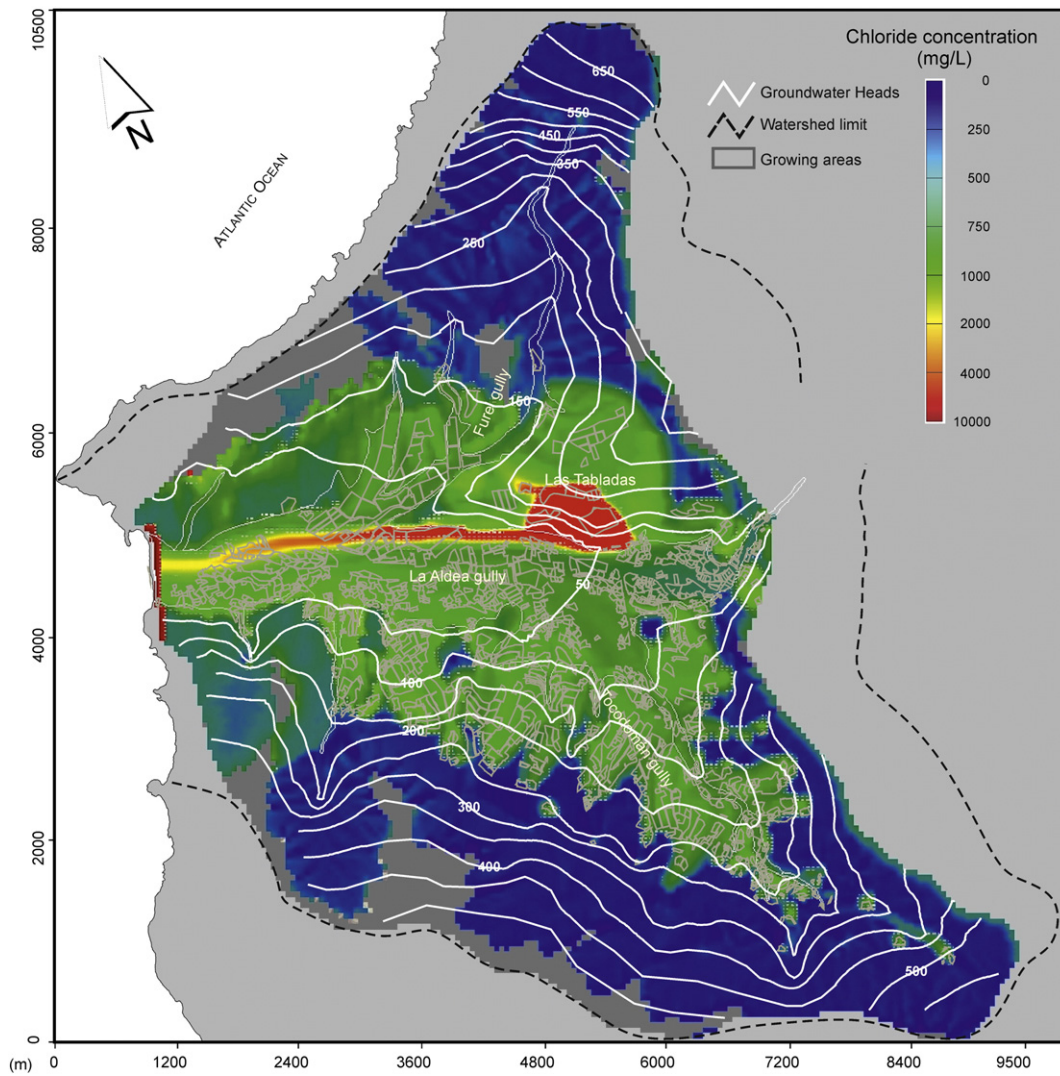 10500
8000
6000
4000
2000
0
(m)
0
1200
2400
3600
4800
6000
7200
8400
9500
N
ATLANTIC OCEAN
Chloride concentration
(mg/L)
0
250
500
750
1000
2000
4000
10000
Groundwater Heads
Watershed limit
Growing areas
650
550
450
350
250
150
Furel gully
Las Tabladas
La Aldea gully
50
100
200
Tocodomán gully
300
400
500